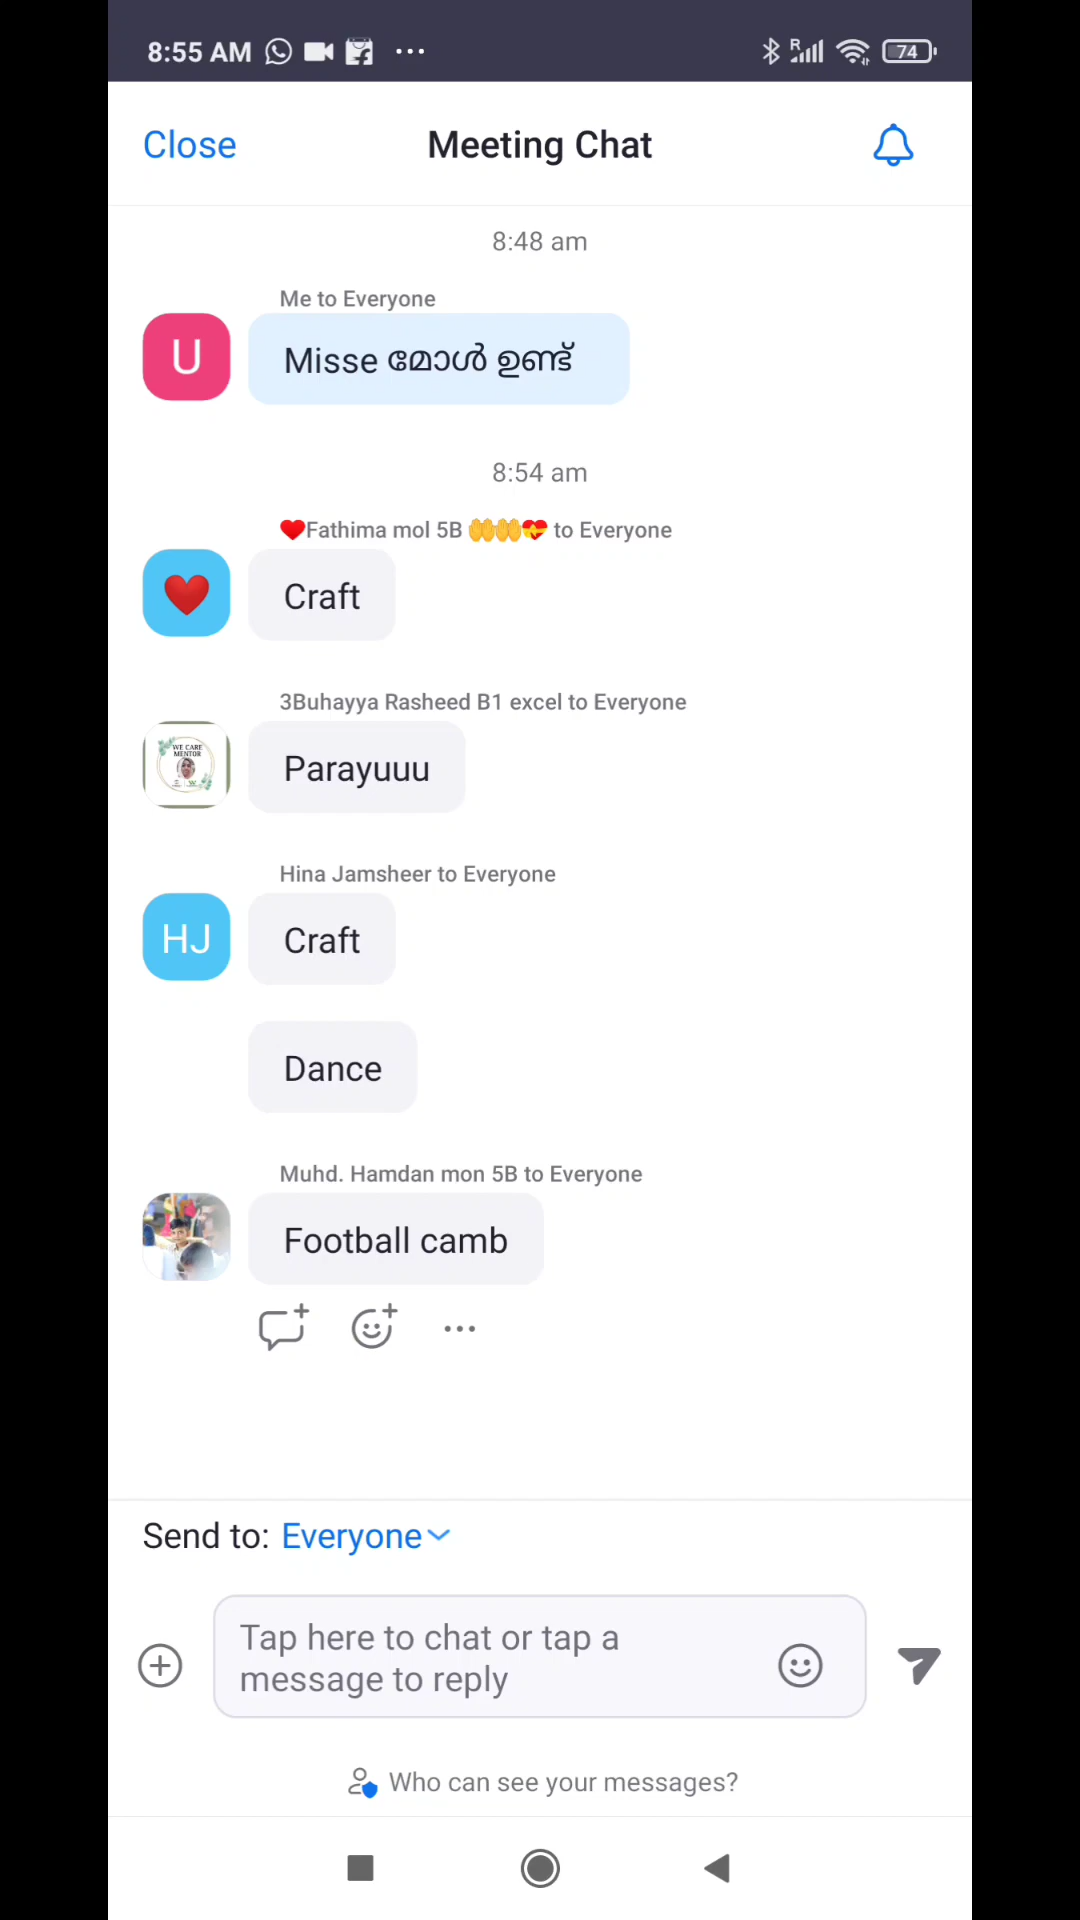 8:55 AM
R
74
Close
Meeting Chat
8:48 am
Me to Everyone
U
Misse മോൾ ഉണ്ട്
8:54 am
❤️Fathima mol 5B 🤲🤲💝 to Everyone
Craft
3Buhayya Rasheed B1 excel to Everyone
WE CARE
MENTOR
Parayuuu
Hina Jamsheer to Everyone
HJ
Craft
Dance
Muhd. Hamdan mon 5B to Everyone
Football camb
Send to: Everyone
Tap here to chat or tap a
message to reply
Who can see your messages?